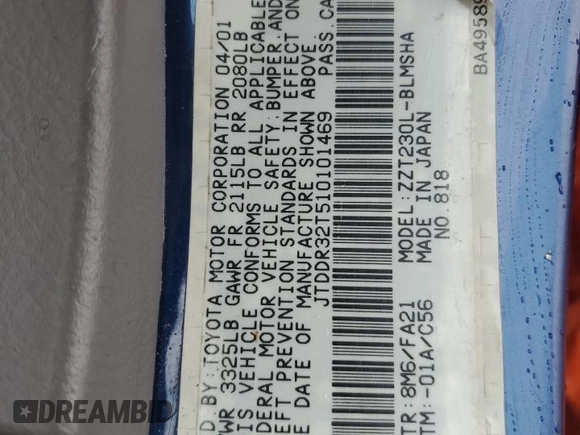 D BY:TOYOTA MOTOR CORPORATION 04/01
WR 3325LB GAWR FR 2115LB RR 2080LB
IS VEHICLE CONFORMS TO ALL APPLICABLE
DERAL MOTOR VEHICLE SAFETY,BUMPER,AND
EFT PREVENTION STANDARDS IN EFFECT ON
E DATE OF MANUFACTURE SHOWN ABOVE.
JTDDR32T510101469 PASS.CA
TR:8M6/FA21 MODEL:ZZT230L-BLMSHA
TM:-01A/C56 MADE IN JAPAN
NO.818
BA49589
DREAMBID